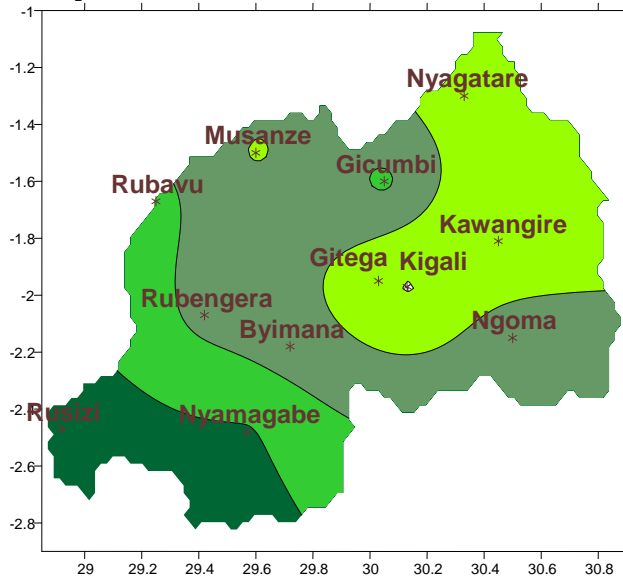 -1
-1.2
Nyagatare
-1.4
Musanze
Gicumbi
-1.6
Rubavu
-1.8
Kawangire
Gitega
Kigali
-2
Rubengera
Ngoma
Byimana
-2.2
-2.4
Rusizi
Nyamagabe
-2.6
-2.8
29
29.2
29.4
29.6
29.8
30
30.2
30.4
30.6
30.8